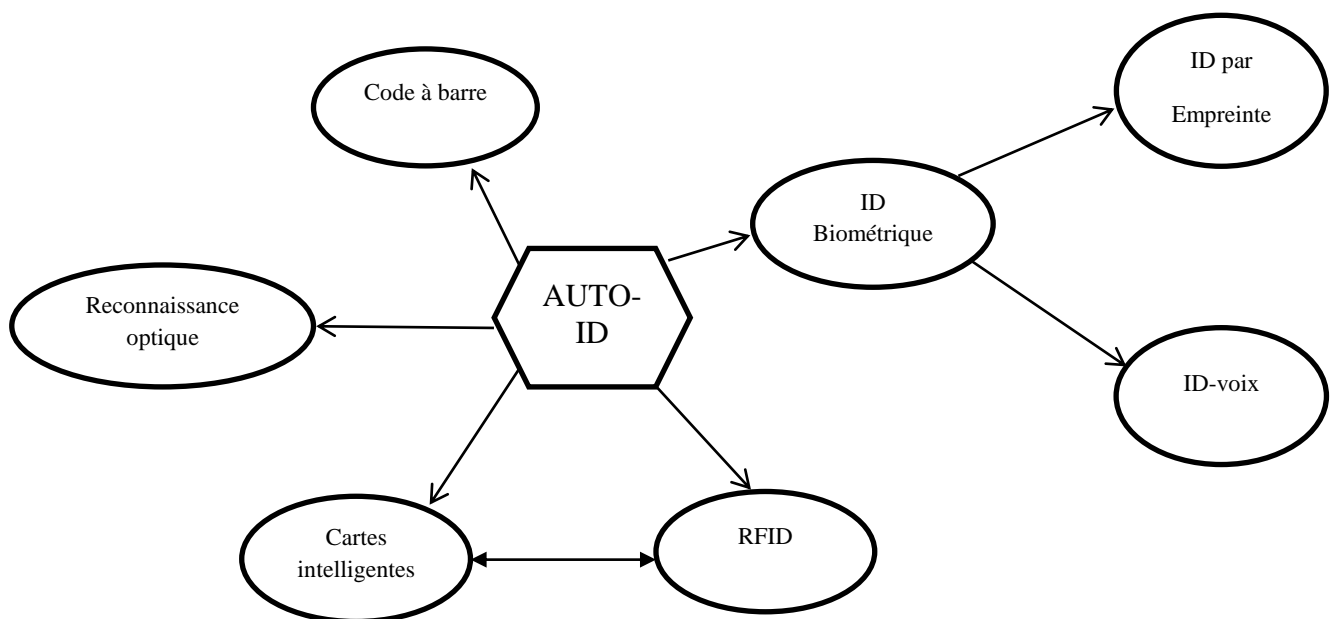 Code à barre
ID par
Empreinte
ID
Biométrique
AUTO-
ID
Reconnaissance
optique
ID-voix
Cartes
intelligentes
RFID